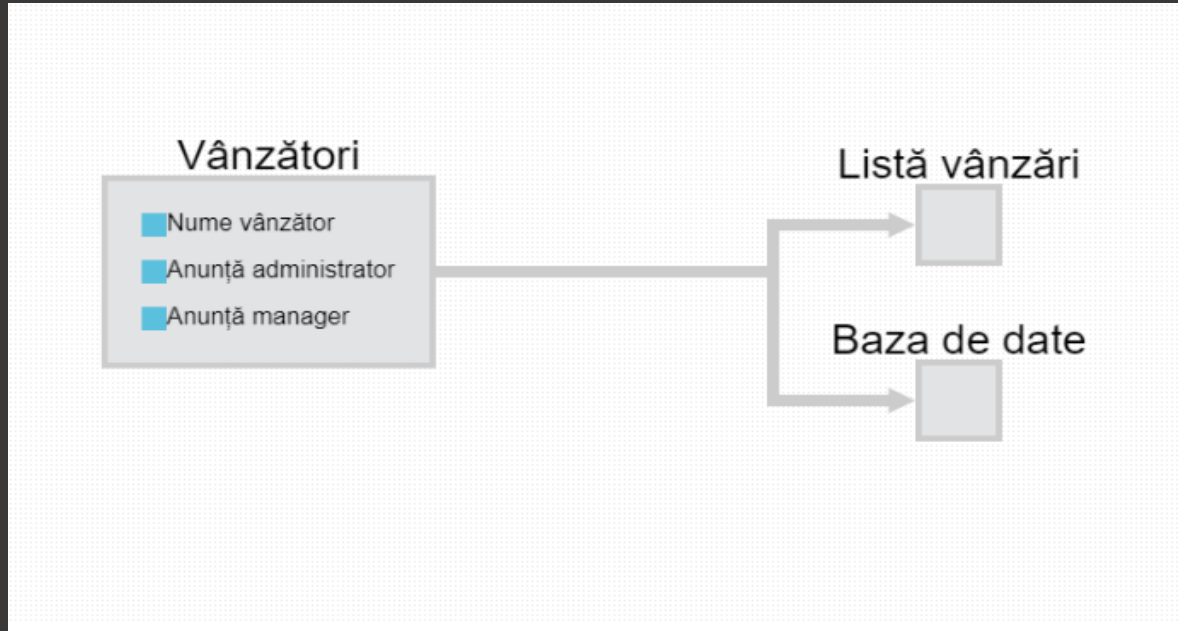 Vânzători
Nume vânzător
Anunță administrator
Anunță manager
Listă vânzări
Baza de date